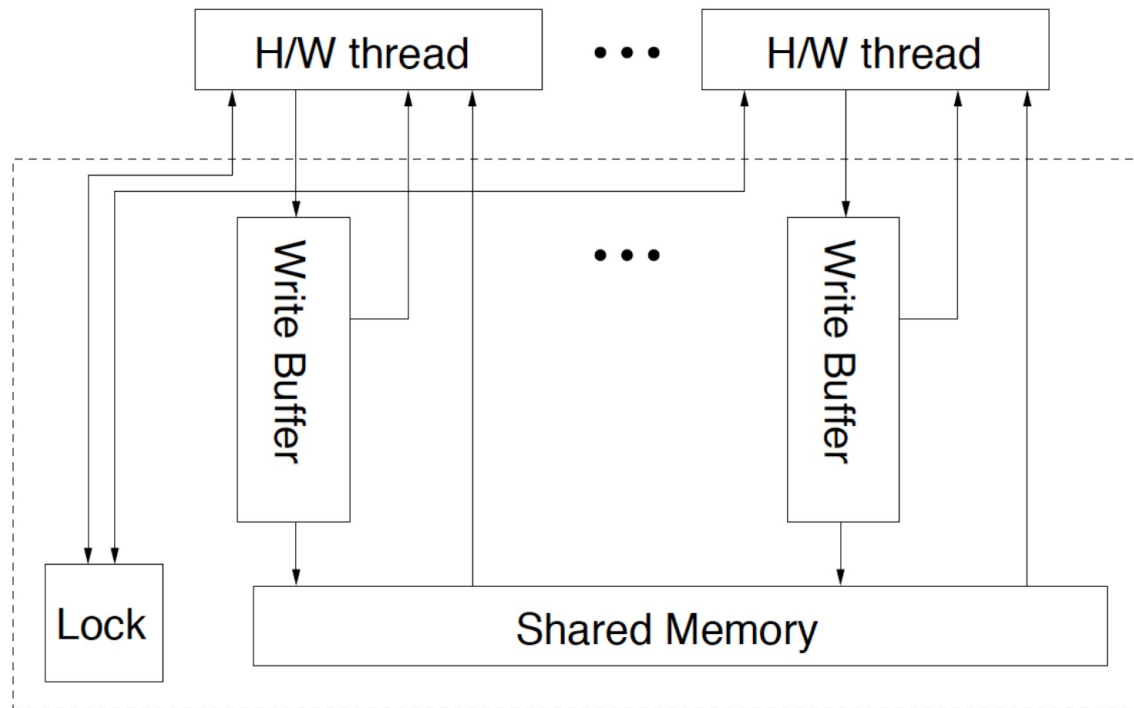 H/W thread
H/W thread
Write Buffer
Write Buffer
Lock
Shared Memory